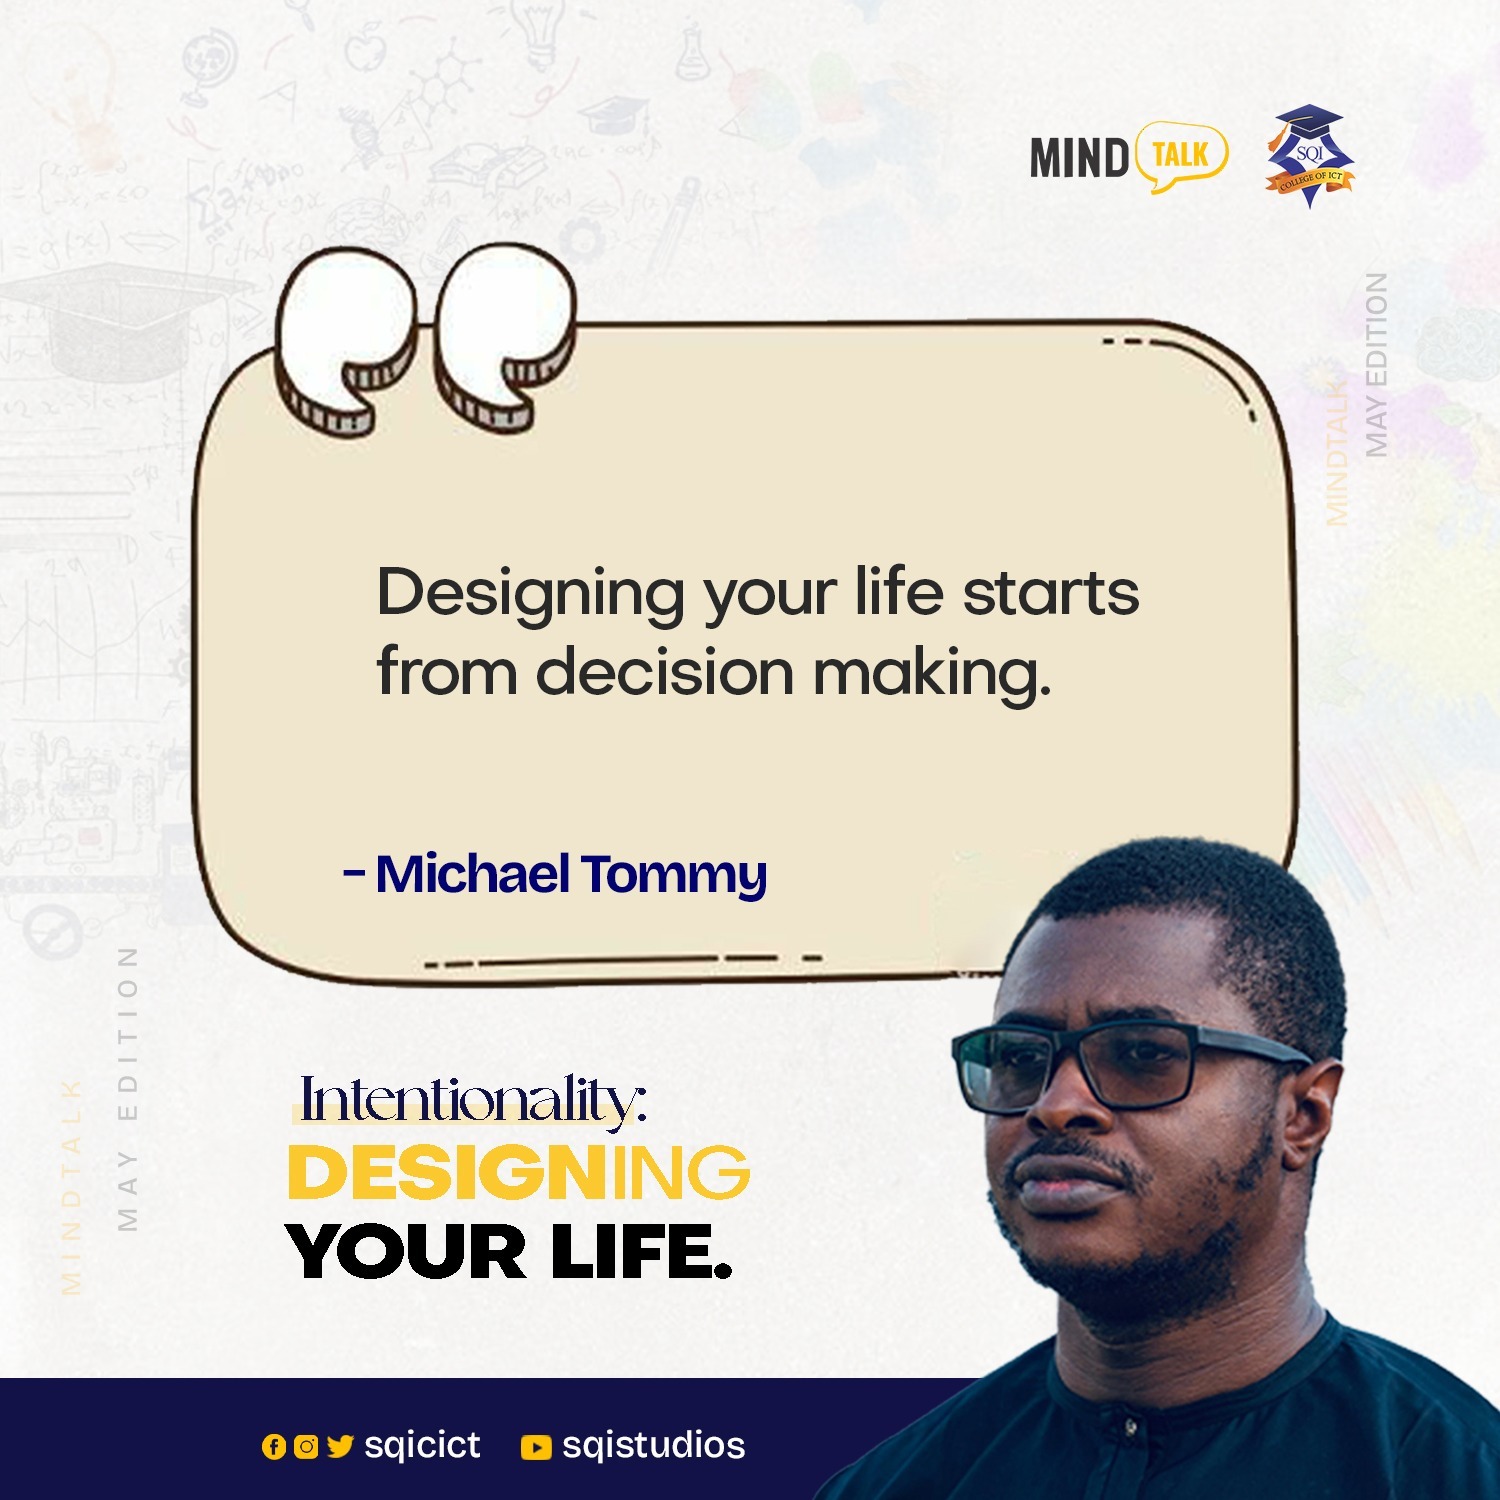 MIND TALK
SQI
COLLEGE OF ICT
MINDTALK
MAY EDITION
Designing your life starts
from decision making.
- Michael Tommy
MINDTALK
MAY EDITION
Intentionality:
DESIGNING
YOUR LIFE.
sqicict sqistudios